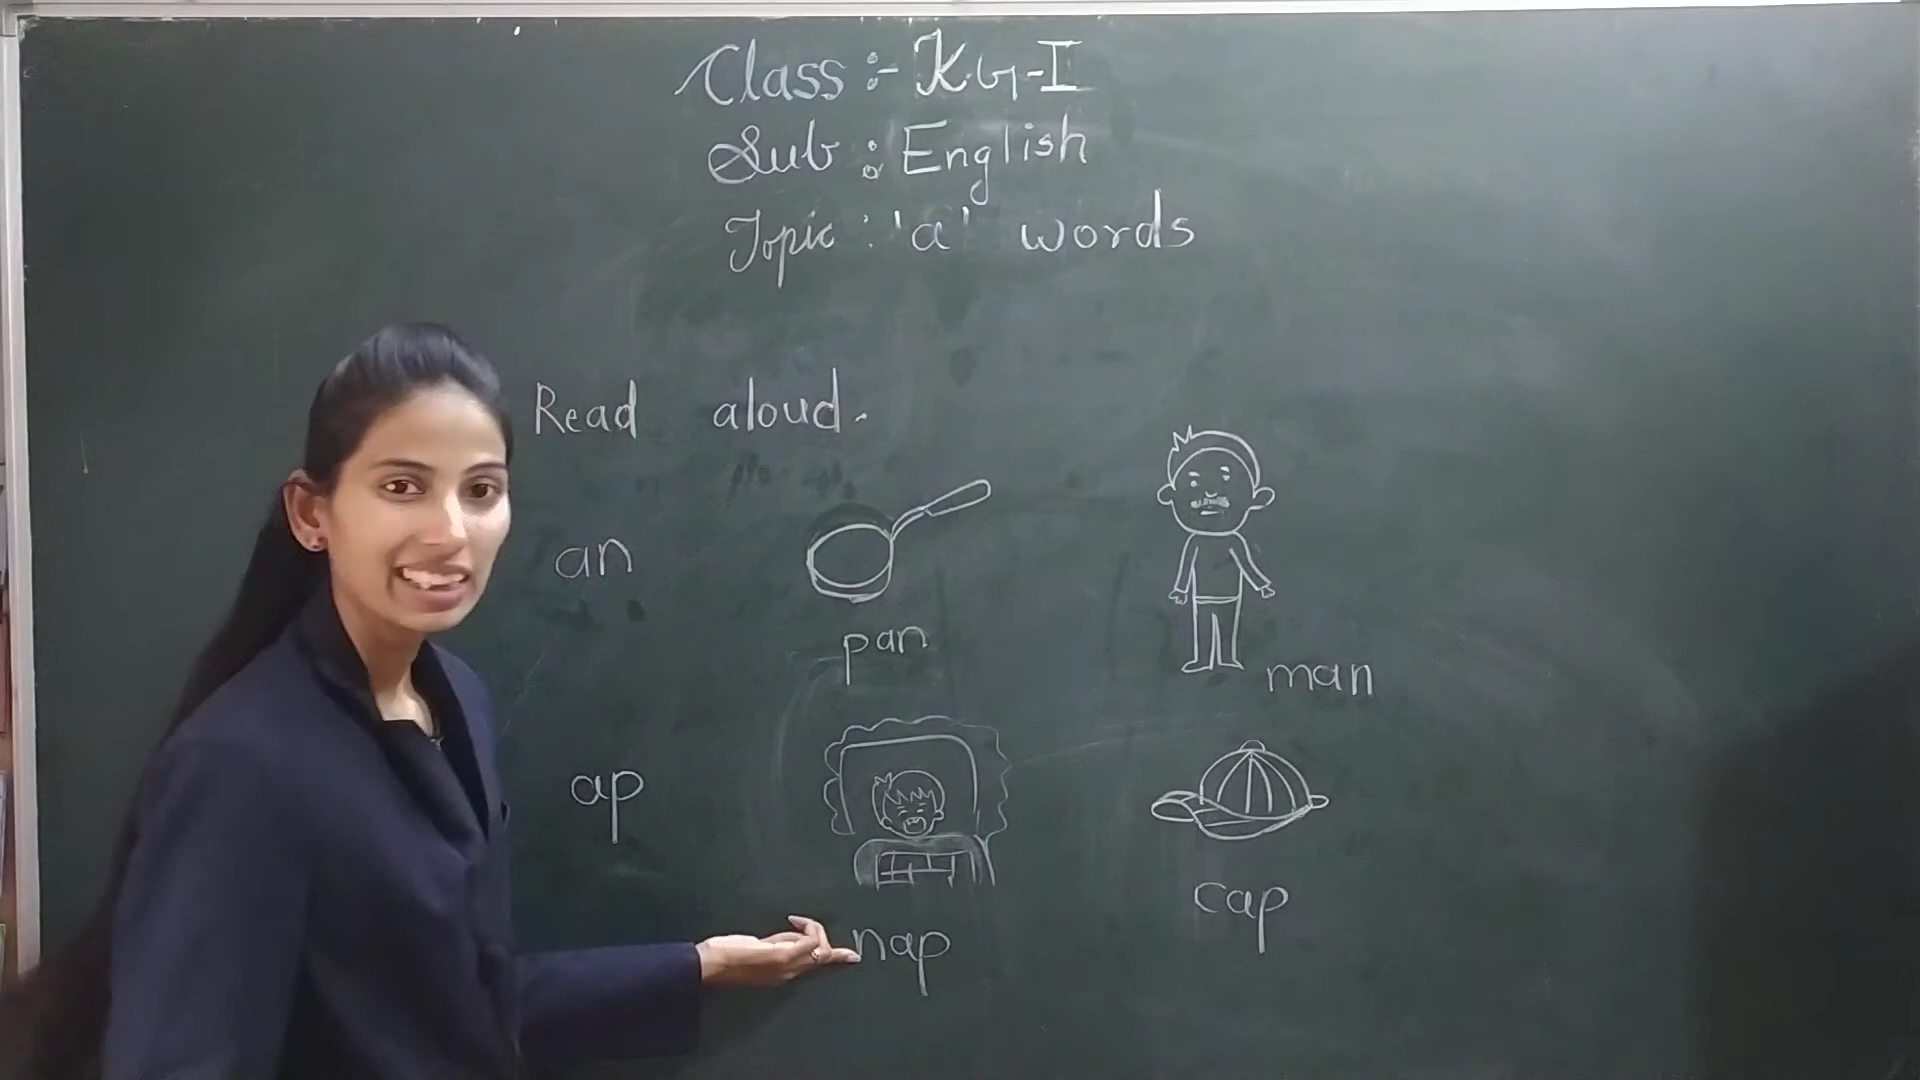 Class :- KG-I
Sub : English
Topic : 'a' words
Read aloud.
an
pan
man
ap
nap
cap